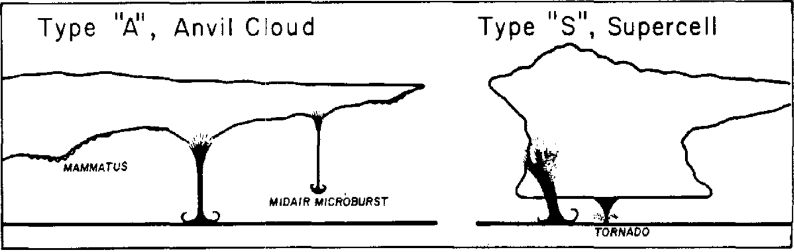 Type "A", Anvil Cloud
MAMMATUS
MIDAIR MICROBURST
Type "S", Supercell
TORNADO